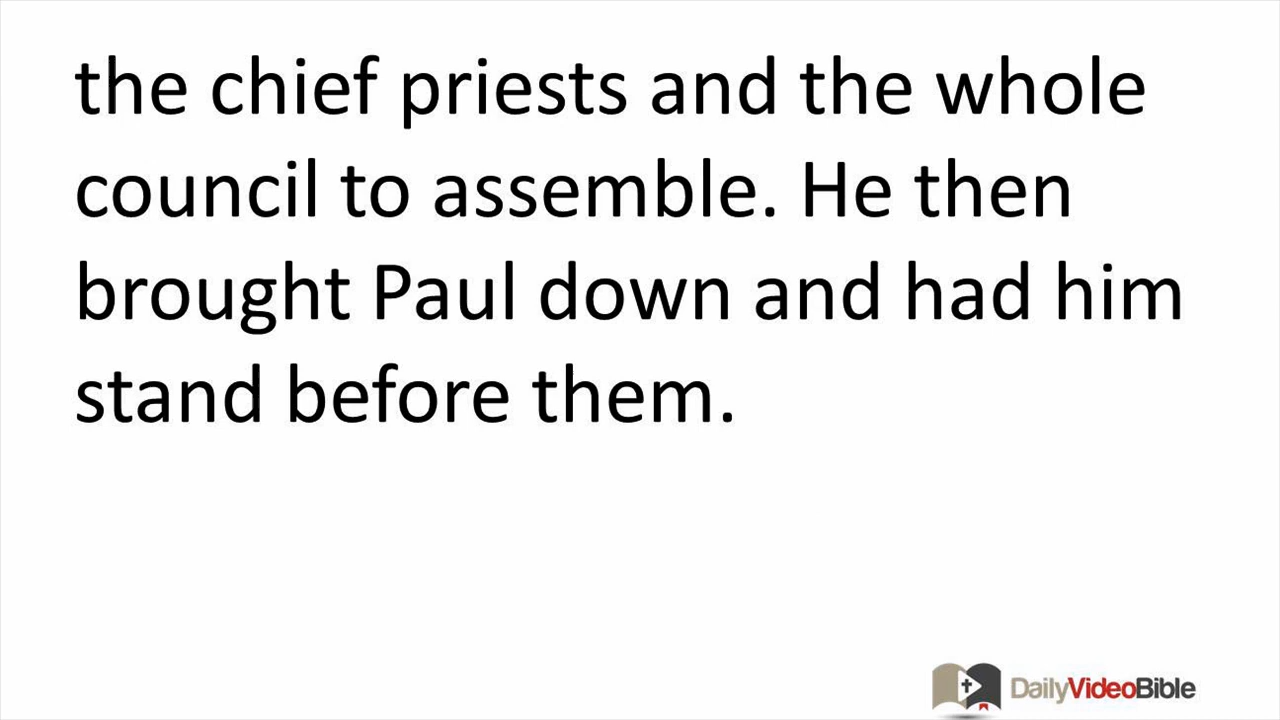 the chief priests and the whole
council to assemble. He then
brought Paul down and had him
stand before them.
DailyVideoBible